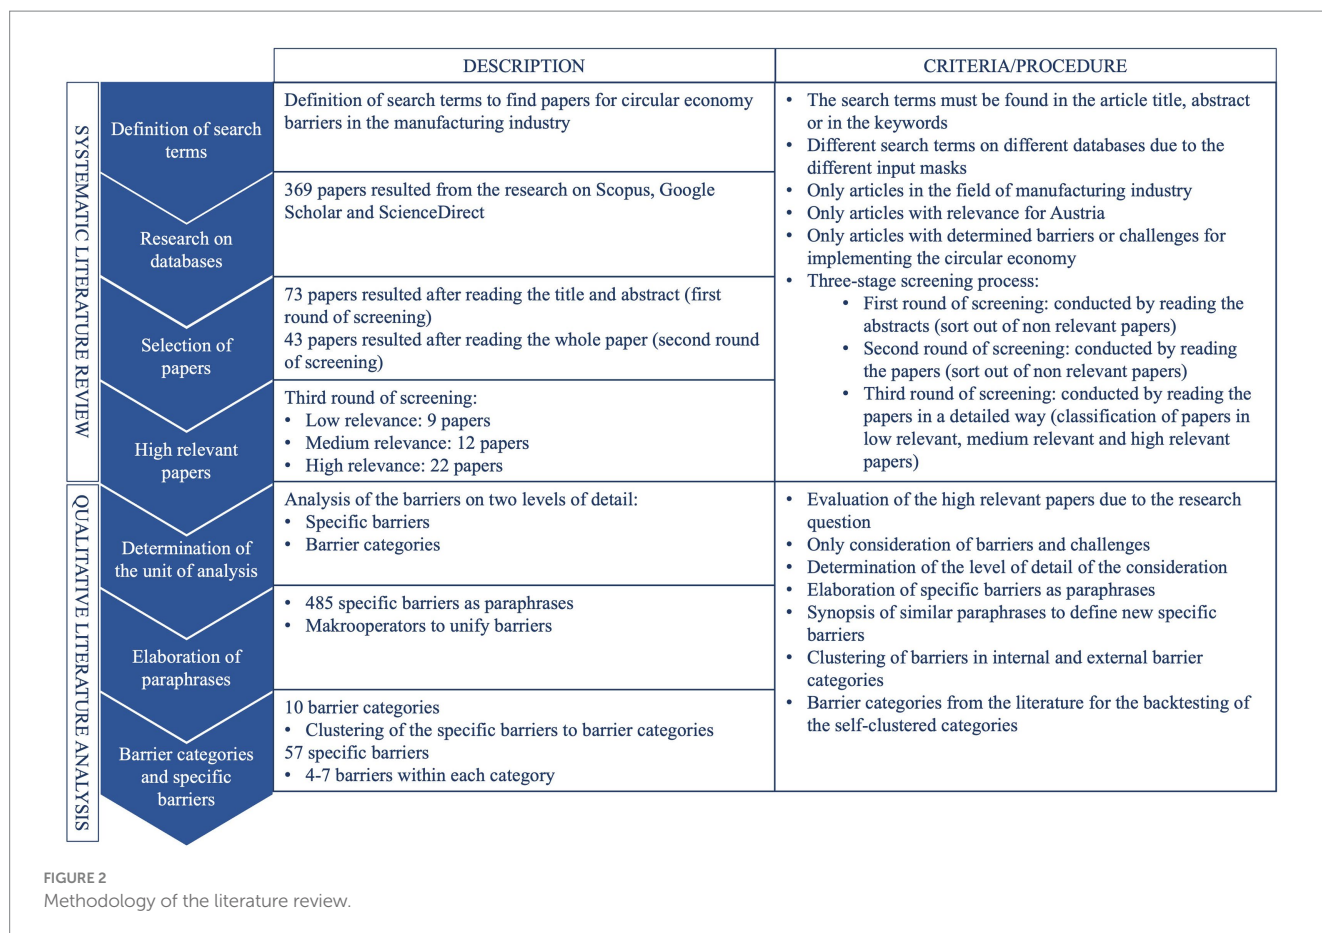 DESCRIPTION
CRITERIA/PROCEDURE
SYSTEMATIC LITERATURE REVIEW
Definition of search
terms
Definition of search terms to find papers for circular economy
barriers in the manufacturing industry
Research on
databases
369 papers resulted from the research on Scopus, Google
Scholar and ScienceDirect
Selection of
papers
73 papers resulted after reading the title and abstract (first
round of screening)
43 papers resulted after reading the whole paper (second round
of screening)
High relevant
papers
Third round of screening:
• Low relevance: 9 papers
• Medium relevance: 12 papers
• High relevance: 22 papers
• The search terms must be found in the article title, abstract
or in the keywords
• Different search terms on different databases due to the
different input masks
• Only articles in the field of manufacturing industry
• Only articles with relevance for Austria
• Only articles with determined barriers or challenges for
implementing the circular economy
• Three-stage screening process:
• First round of screening: conducted by reading the
abstracts (sort out of non relevant papers)
• Second round of screening: conducted by reading
the papers (sort out of non relevant papers)
• Third round of screening: conducted by reading the
papers in a detailed way (classification of papers in
low relevant, medium relevant and high relevant
papers)
QUALITATIVE LITERATURE ANALYSIS
Determination of
the unit of analysis
Analysis of the barriers on two levels of detail:
• Specific barriers
• Barrier categories
Elaboration of
paraphrases
• 485 specific barriers as paraphrases
• Makrooperators to unify barriers
Barrier categories
and specific
barriers
10 barrier categories
• Clustering of the specific barriers to barrier categories
57 specific barriers
• 4-7 barriers within each category
• Evaluation of the high relevant papers due to the research
question
• Only consideration of barriers and challenges
• Determination of the level of detail of the consideration
• Elaboration of specific barriers as paraphrases
• Synopsis of similar paraphrases to define new specific
barriers
• Clustering of barriers in internal and external barrier
categories
• Barrier categories from the literature for the backtesting of
the self-clustered categories
FIGURE 2
Methodology of the literature review.